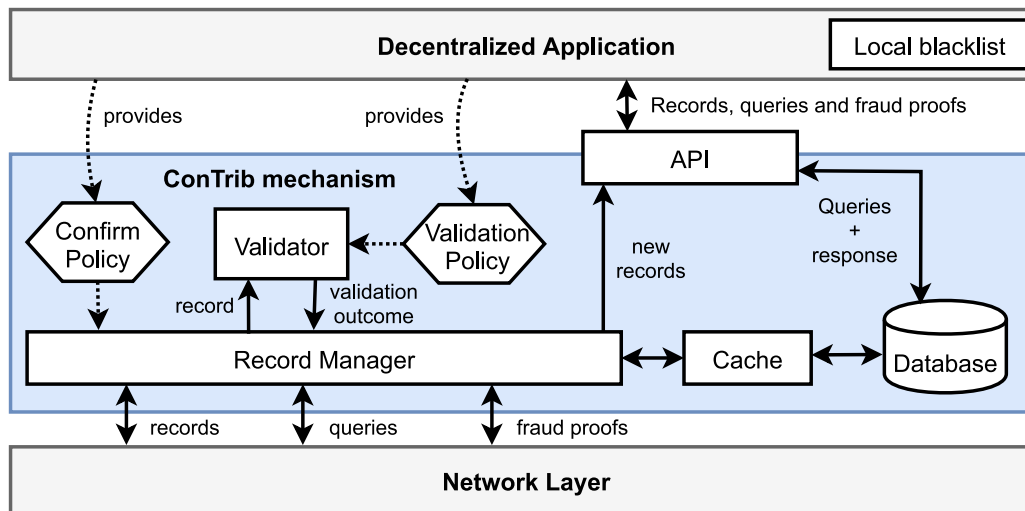 Decentralized Application
Local blacklist
provides
provides
Records, queries and fraud proofs
API
ConTrib mechanism
Confirm
Policy
Validator
Validation
Policy
new
records
Queries
+
response
record
validation
outcome
Record Manager
Cache
Database
records
queries
fraud proofs
Network Layer